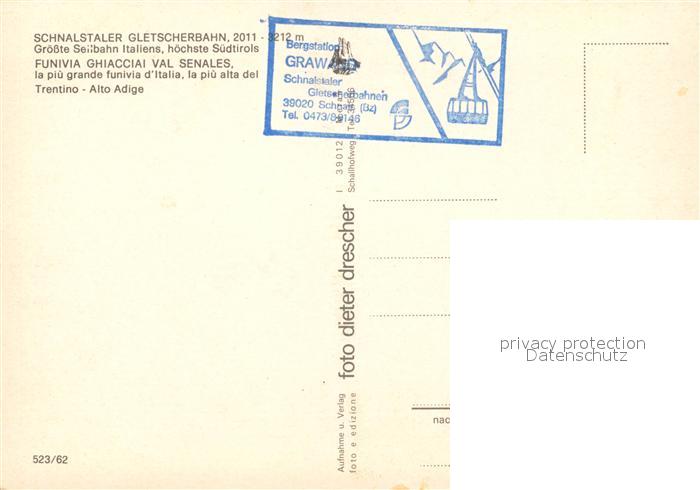 SCHNALSTALER GLETSCHERBAHN, 2011 - 3212 m
Größte Seilbahn Italiens, höchste Südtirols
FUNIVIA GHIACCIAI VAL SENALES,
la più grande funivia d'Italia, la più alta del
Trentino - Alto Adige
Bergstation
GRAWAND
Schnalstaler
Gletscherbahnen
39020 Schnals (Bz)
Tel. 0473/89146
I 39012
Schallhofweg
foto dieter drescher
Aufnahme u. Verlag
foto e edizione
privacy protection
Datenschutz
523/62